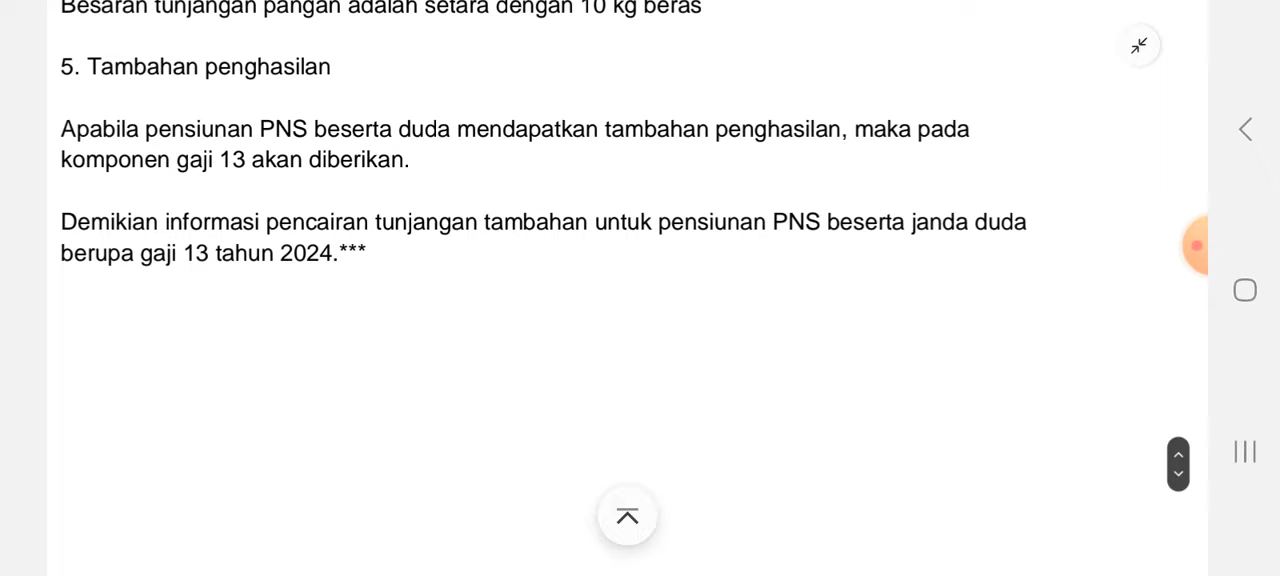 Besaran tunjangan pangan adalah setara dengan 10 kg beras
5. Tambahan penghasilan
Apabila pensiunan PNS beserta duda mendapatkan tambahan penghasilan, maka pada
komponen gaji 13 akan diberikan.
Demikian informasi pencairan tunjangan tambahan untuk pensiunan PNS beserta janda duda
berupa gaji 13 tahun 2024.***